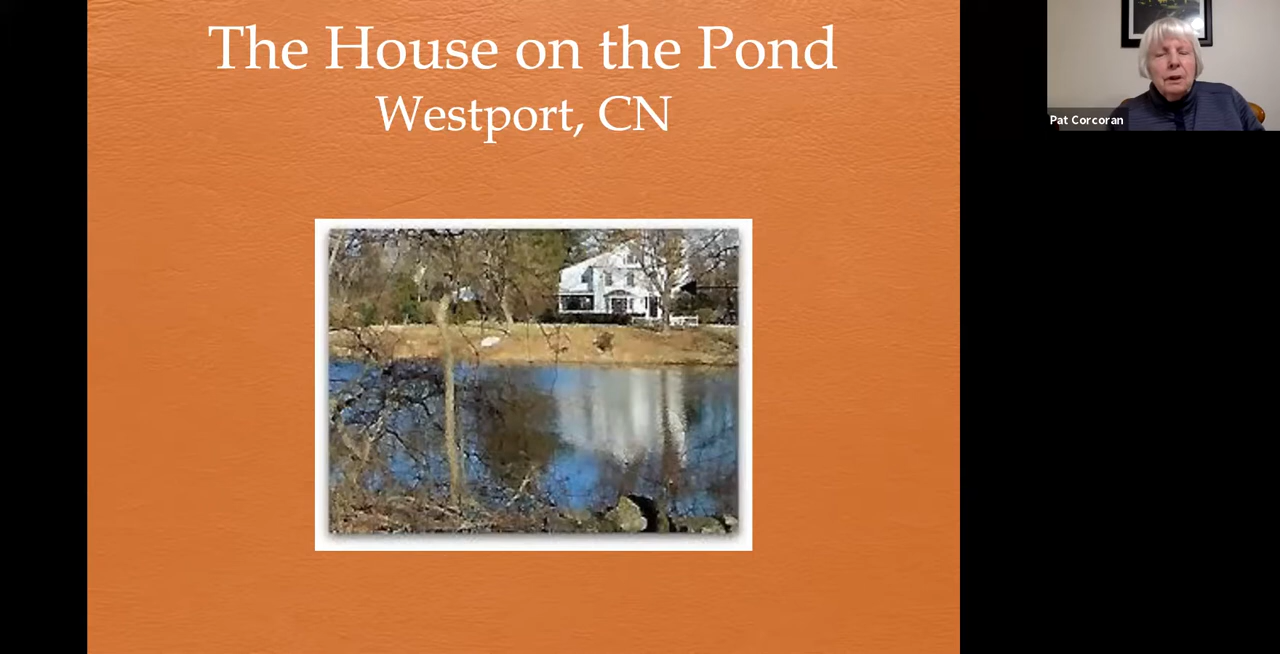 The House on the Pond
Westport, CN
Pat Corcoran